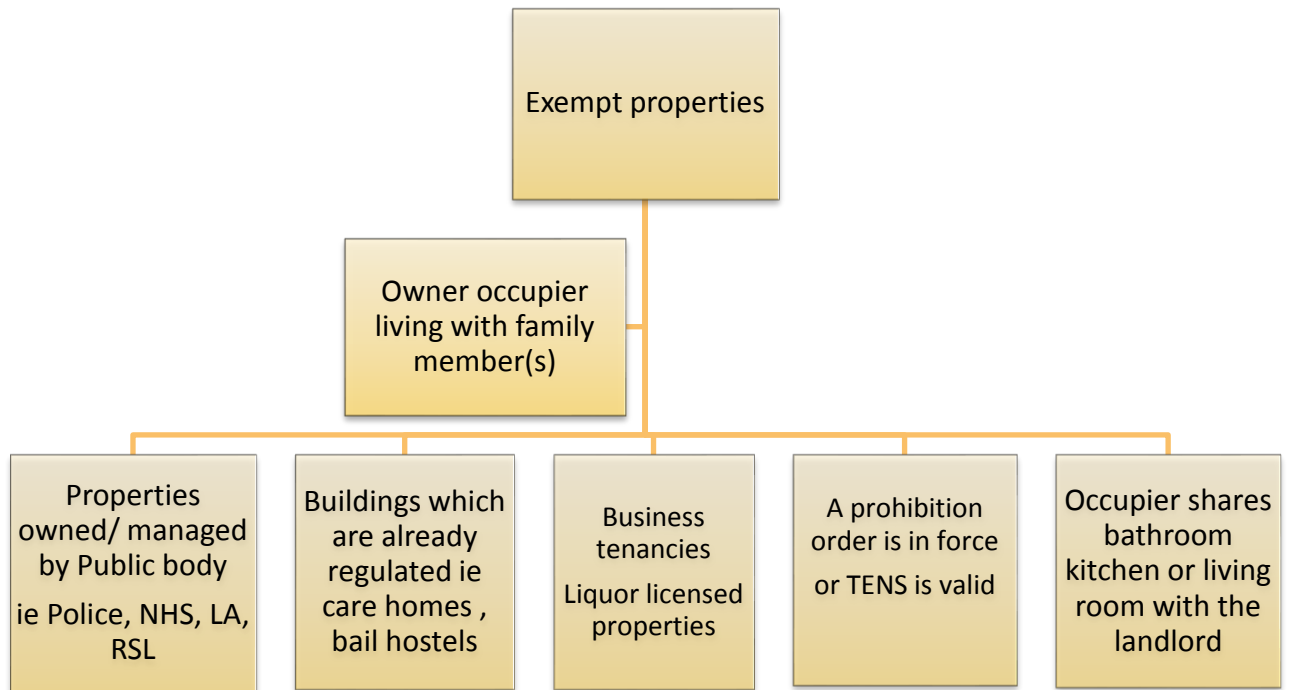 Exempt properties
Owner occupier
living with family
member(s)
Properties
owned/ managed
by Public body
ie Police, NHS, LA,
RSL
Buildings which
are already
regulated ie
care homes ,
bail hostels
Business
tenancies
Liquor licensed
properties
A prohibition
order is in force
or TENS is valid
Occupier shares
bathroom
kitchen or living
room with the
landlord